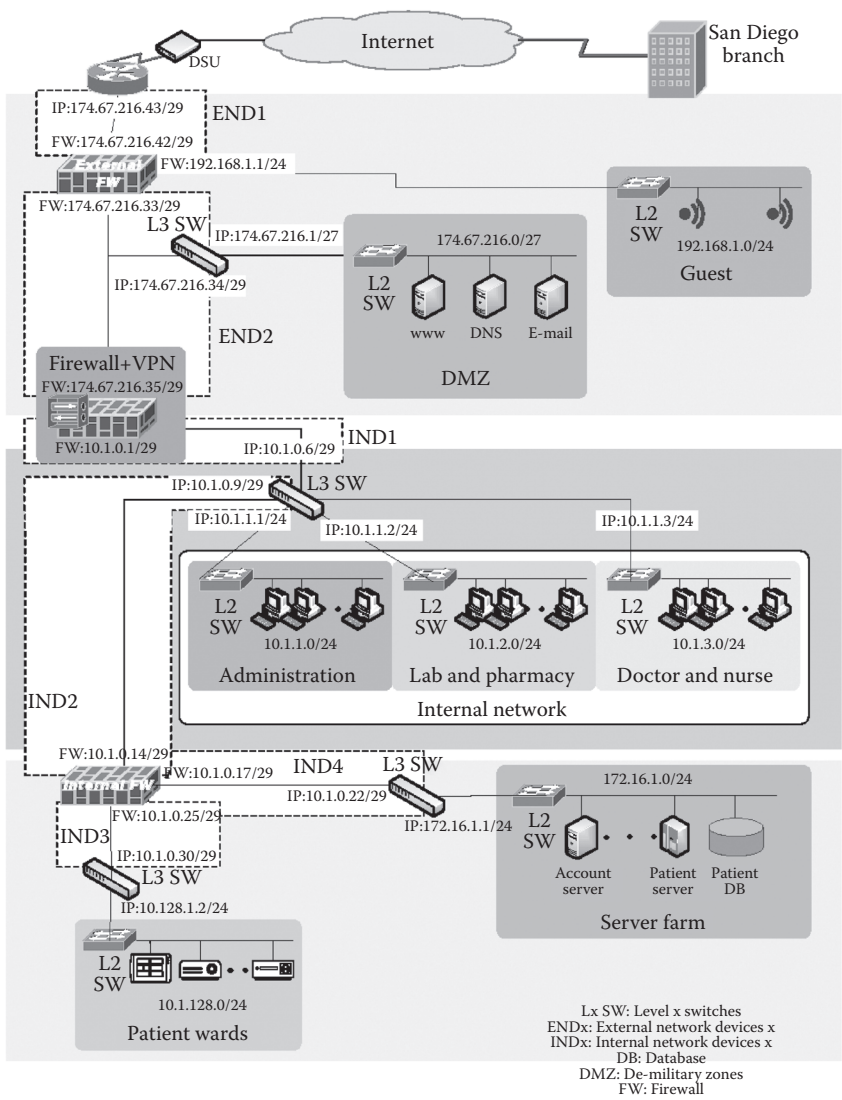 Internet
San Diego
branch
DSU
IP:174.67.216.43/29
END1
FW:174.67.216.42/29
External
FW
FW:192.168.1.1/24
FW:174.67.216.33/29
L3 SW
IP:174.67.216.1/27
IP:174.67.216.34/29
END2
L2
SW
174.67.216.0/27
www
DNS
E-mail
DMZ
L2
SW
192.168.1.0/24
Guest
Firewall+VPN
FW:174.67.216.35/29
FW:10.1.0.1/29
IND1
IP:10.1.0.6/29
IP:10.1.0.9/29
L3 SW
IP:10.1.1.1/24
IP:10.1.1.2/24
IP:10.1.1.3/24
L2
SW
10.1.1.0/24
Administration
L2
SW
10.1.2.0/24
Lab and pharmacy
L2
SW
10.1.3.0/24
Doctor and nurse
Internal network
IND2
FW:10.1.0.14/29
Internal FW
FW:10.1.0.17/29
IND4
L3 SW
IP:10.1.0.22/29
IP:172.16.1.1/24
FW:10.1.0.25/29
IND3
IP:10.1.0.30/29
L3 SW
IP:10.128.1.2/24
L2
SW
10.1.128.0/24
Patient wards
172.16.1.0/24
L2
SW
Account
server
Patient
server
Patient
DB
Server farm
Lx SW: Level x switches
ENDx: External network devices x
INDx: Internal network devices x
DB: Database
DMZ: De-military zones
FW: Firewall